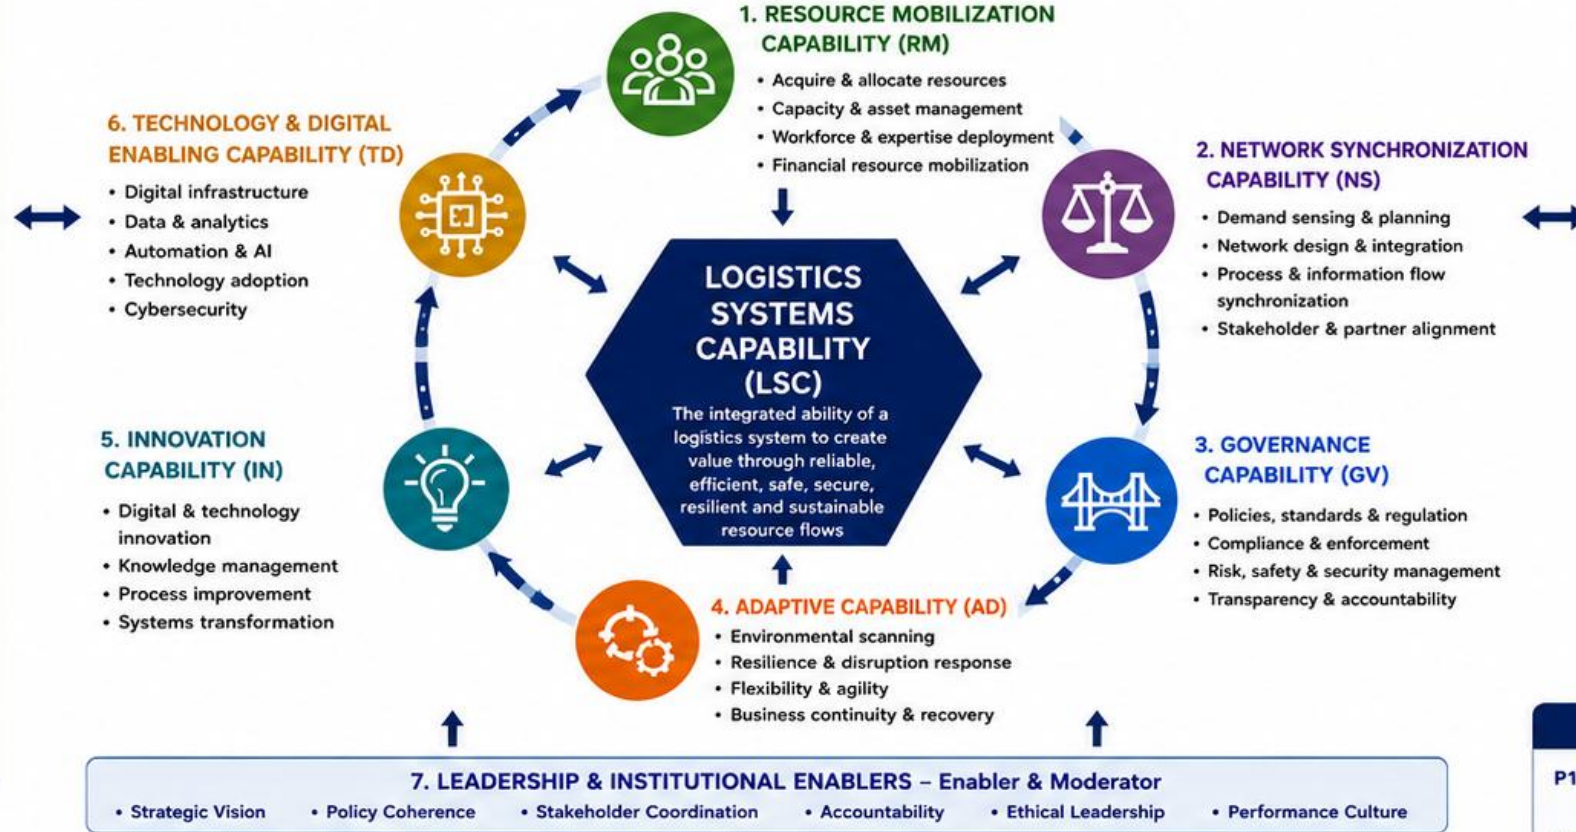 1. RESOURCE MOBILIZATION
CAPABILITY (RM)
• Acquire & allocate resources
• Capacity & asset management
• Workforce & expertise deployment
• Financial resource mobilization
6. TECHNOLOGY & DIGITAL
ENABLING CAPABILITY (TD)
• Digital infrastructure
• Data & analytics
• Automation & AI
• Technology adoption
• Cybersecurity
2. NETWORK SYNCHRONIZATION
CAPABILITY (NS)
• Demand sensing & planning
• Network design & integration
• Process & information flow
synchronization
• Stakeholder & partner alignment
LOGISTICS
SYSTEMS
CAPABILITY
(LSC)
The integrated ability of a
logistics system to create
value through reliable,
efficient, safe, secure,
resilient and sustainable
resource flows
5. INNOVATION
CAPABILITY (IN)
• Digital & technology
innovation
• Knowledge management
• Process improvement
• Systems transformation
3. GOVERNANCE
CAPABILITY (GV)
• Policies, standards & regulation
• Compliance & enforcement
• Risk, safety & security management
• Transparency & accountability
4. ADAPTIVE CAPABILITY (AD)
• Environmental scanning
• Resilience & disruption response
• Flexibility & agility
• Business continuity & recovery
7. LEADERSHIP & INSTITUTIONAL ENABLERS – Enabler & Moderator
• Strategic Vision • Policy Coherence • Stakeholder Coordination • Accountability • Ethical Leadership • Performance Culture
P1